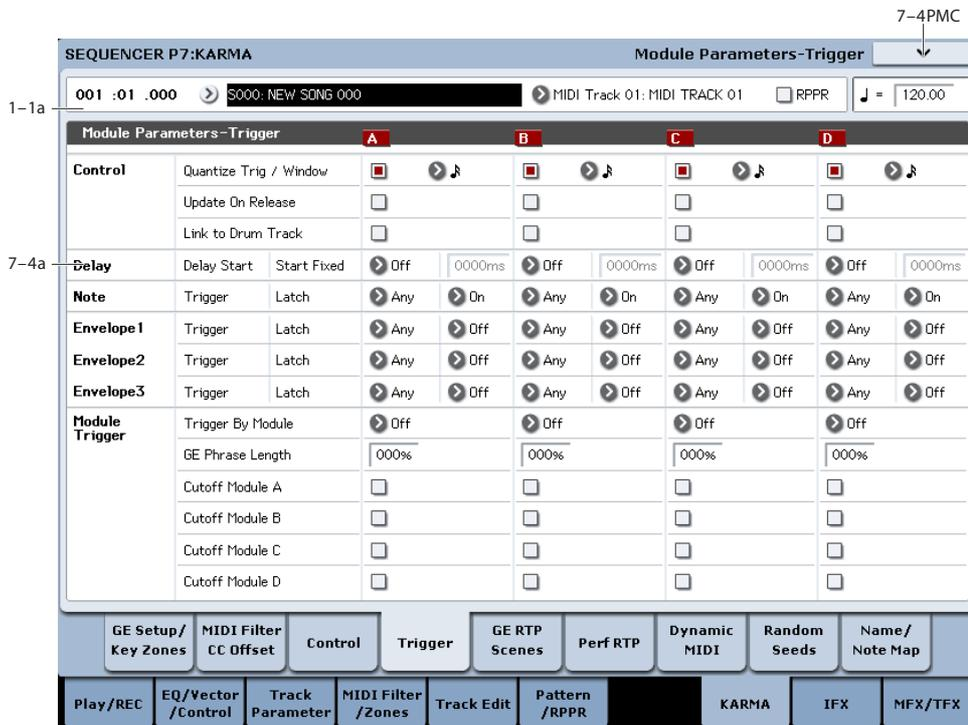 7–4PMC
SEQUENCER P7:KARMA Module Parameters-Trigger
1–1a
001 :01 .000 S000: NEW SONG 000 MIDI Track 01: MIDI TRACK 01 RPPR ♩ = 120.00
Module Parameters-Trigger A B C D
Control Quantize Trig / Window
Update On Release
Link to Drum Track
7–4a
Delay Delay Start Start Fixed Off 0000ms Off 0000ms Off 0000ms Off 0000ms
Note Trigger Latch Any On Any On Any On Any On
Envelope1 Trigger Latch Any Off Any Off Any Off Any Off
Envelope2 Trigger Latch Any Off Any Off Any Off Any Off
Envelope3 Trigger Latch Any Off Any Off Any Off Any Off
Module
Trigger
Trigger By Module Off Off Off Off
GE Phrase Length 000% 000% 000% 000%
Cutoff Module A
Cutoff Module B
Cutoff Module C
Cutoff Module D
GE Setup/
Key Zones
MIDI Filter
CC Offset
Control
Trigger
GE RTP
Scenes
Perf RTP
Dynamic
MIDI
Random
Seeds
Name/
Note Map
Play/REC
EQ/Vector
/Control
Track
Parameter
MIDI Filter
/Zones
Track Edit
Pattern
/RPPR
KARMA
IFX
MFX/TFX